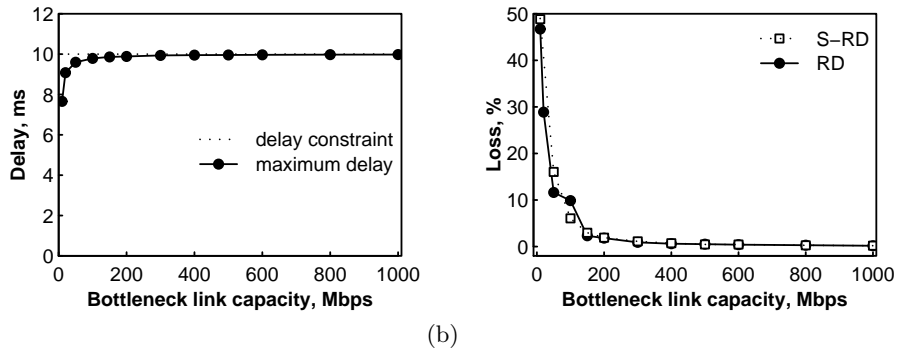 12
10
8
6
4
2
0
Delay, ms
delay constraint
maximum delay
0 200 400 600 800 1000
Bottleneck link capacity, Mbps
50
40
30
20
10
0
Loss, %
S−RD
RD
0 200 400 600 800 1000
Bottleneck link capacity, Mbps
(b)